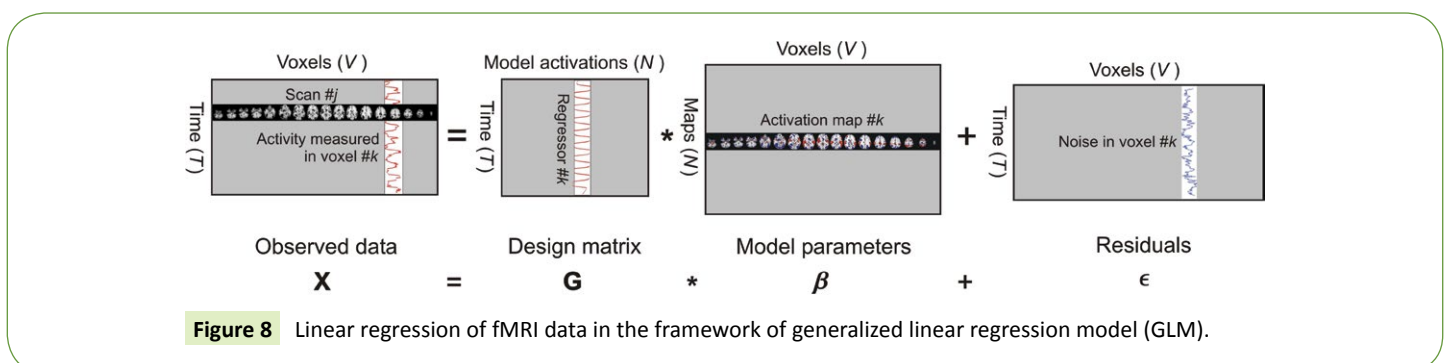 Voxels (V)
Scan #j
Activity measured
in voxel #k
Time (T)
=
Model activations (N)
Regressor #k
Time (T)
*
Voxels (V)
Activation map #k
Maps (N)
+
Voxels (V)
Noise in voxel #k
Time (T)
Observed data
Design matrix
Model parameters
Residuals
X = G * β + ϵ
Figure 8 Linear regression of fMRI data in the framework of generalized linear regression model (GLM).